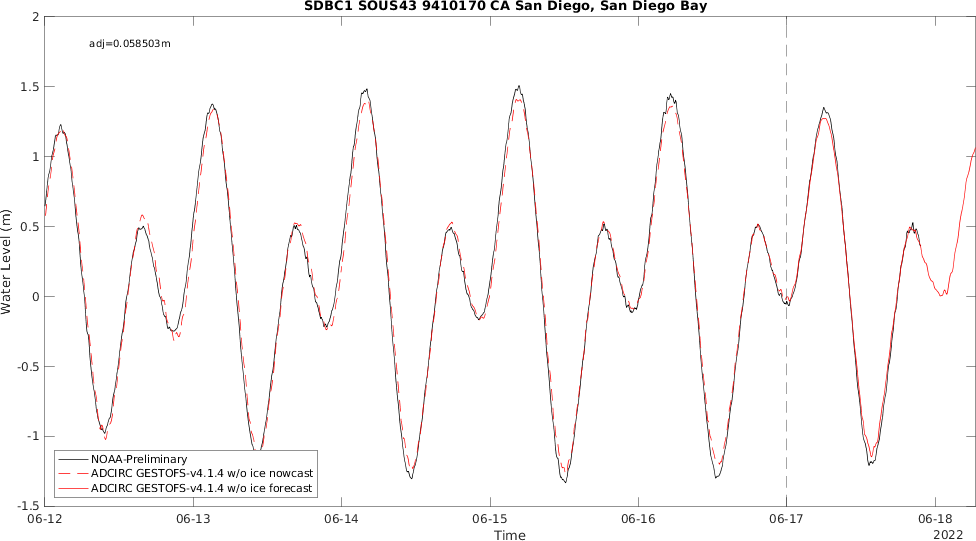 SDBC1 SOUS43 9410170 CA San Diego, San Diego Bay
2
adj=0.058503m
1.5
1
0.5
0
-0.5
-1
-1.5
Water Level (m)
NOAA-Preliminary
ADCIRC GESTOFS-v4.1.4 w/o ice nowcast
ADCIRC GESTOFS-v4.1.4 w/o ice forecast
06-12 06-13 06-14 06-15 06-16 06-17 06-18
Time
2022